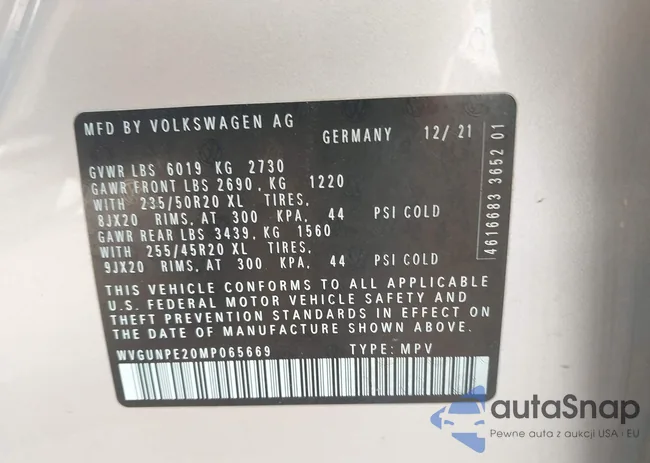 MFD BY VOLKSWAGEN AG GERMANY 12/ 21
GVWR LBS 6019 KG 2730
GAWR FRONT LBS 2690, KG 1220
WITH 235/50R20 XL TIRES,
8JX20 RIMS, AT 300 KPA, 44 PSI COLD
GAWR REAR LBS 3439, KG 1560
WITH 255/45R20 XL TIRES,
9JX20 RIMS, AT 300 KPA, 44 PSI COLD
THIS VEHICLE CONFORMS TO ALL APPLICABLE
U.S. FEDERAL MOTOR VEHICLE SAFETY AND
THEFT PREVENTION STANDARDS IN EFFECT ON
THE DATE OF MANUFACTURE SHOWN ABOVE.
WVGUNPE20MP065669 TYPE: MPV
4616683 3652 01
autoSnap
Pewne auta z aukcji USA i EU